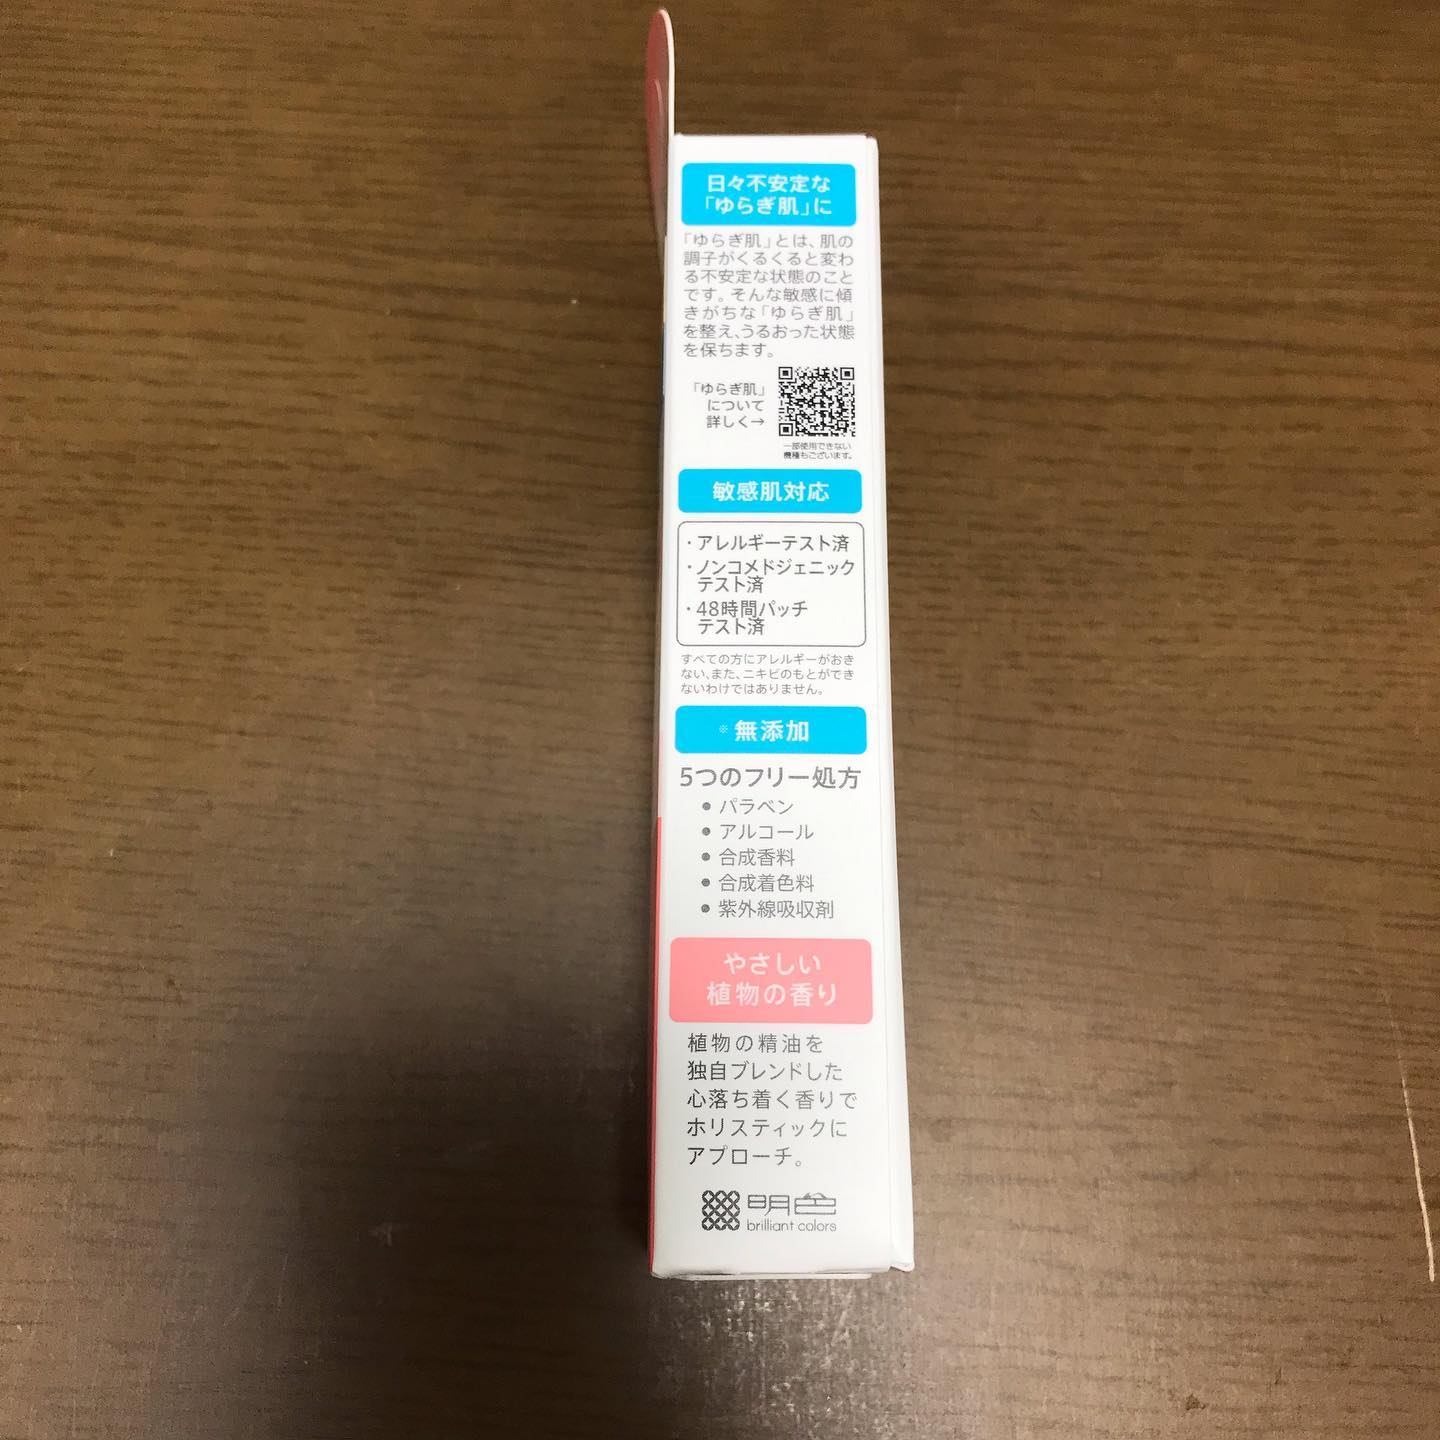 日々不安定な
「ゆらぎ肌」に
「ゆらぎ肌」とは、肌の
調子がくるくると変わ
る不安定な状態のこと
です。そんな敏感に傾
きがちな「ゆらぎ肌」
を整え、うるおった状態
を保ちます。
「ゆらぎ肌」
について
詳しく→
一部使用できない
機種もございます。
敏感肌対応
・アレルギーテスト済
・ノンコメドジェニック
テスト済
・48時間パッチ
テスト済
すべての方にアレルギーがおき
ない、また、ニキビのもとができ
ないわけではありません。
※無添加
5つのフリー処方
● パラベン
● アルコール
● 合成香料
● 合成着色料
● 紫外線吸収剤
やさしい
植物の香り
植物の精油を
独自ブレンドした
心落ち着く香りで
ホリスティックに
アプローチ。
明色
brilliant colors